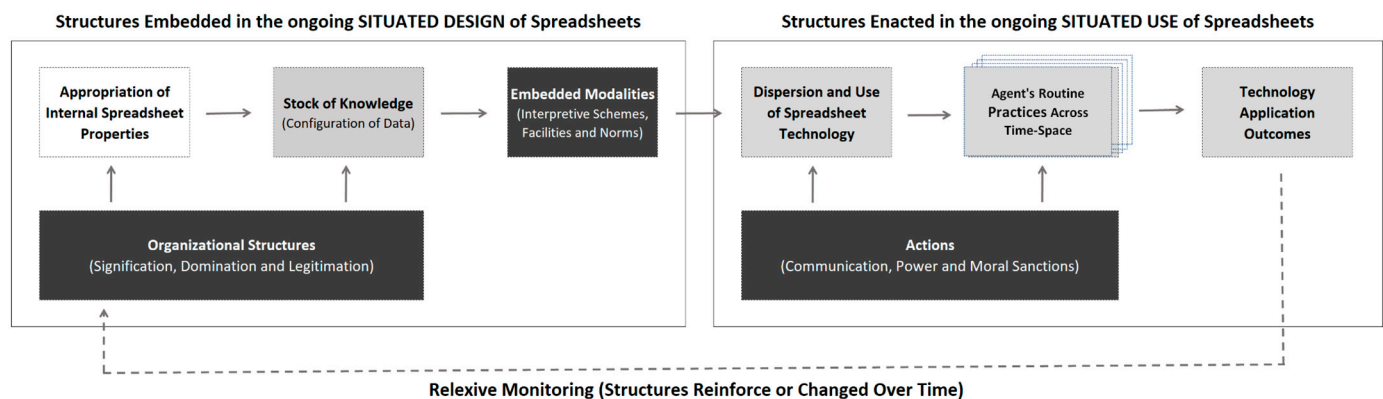 Structures Embedded in the ongoing SITUATED DESIGN of Spreadsheets
Structures Enacted in the ongoing SITUATED USE of Spreadsheets
Appropriation of
Internal Spreadsheet
Properties
Stock of Knowledge
(Configuration of Data)
Embedded Modalities
(Interpretive Schemes,
Facilities and Norms)
Dispersion and Use
of Spreadsheet
Technology
Agent's Routine
Practices Across
Time-Space
Technology
Application
Outcomes
Organizational Structures
(Signification, Domination and Legitimation)
Actions
(Communication, Power and Moral Sanctions)
Relexive Monitoring (Structures Reinforce or Changed Over Time)